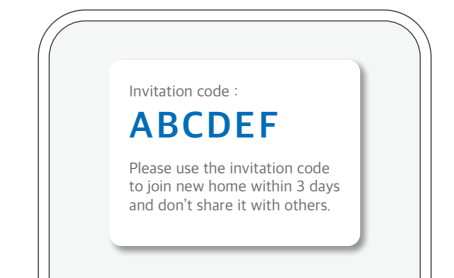 Invitation code :
ABCDEF
Please use the invitation code
to join new home within 3 days
and don't share it with others.